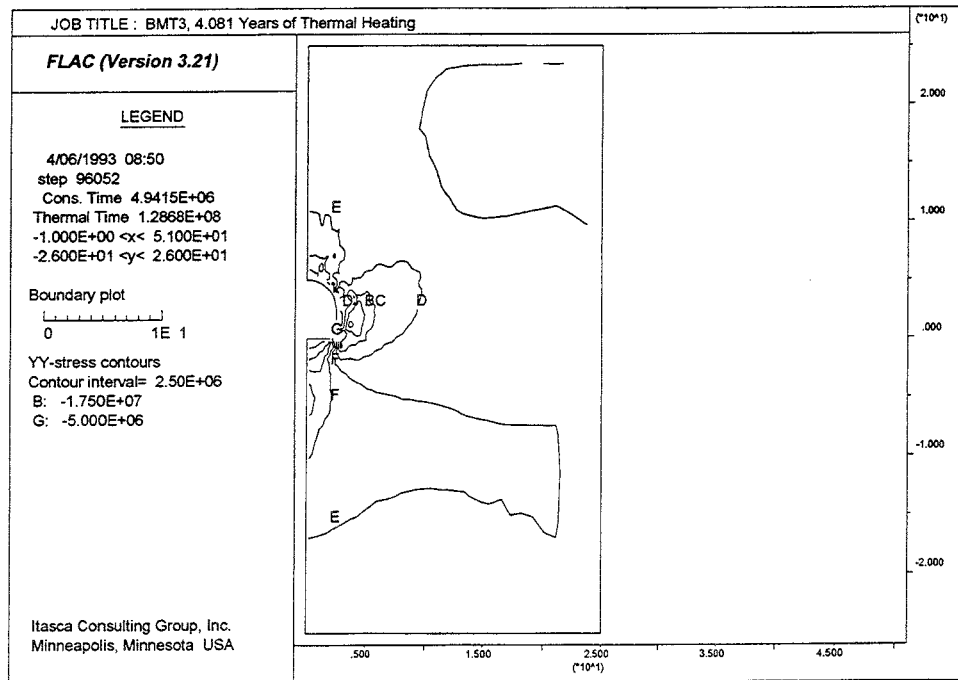 JOB TITLE : BMT3, 4.081 Years of Thermal Heating
(*10^1)
FLAC (Version 3.21)
LEGEND
4/06/1993 08:50
step 96052
Cons. Time 4.9415E+06
Thermal Time 1.2868E+08
-1.000E+00 <x< 5.100E+01
-2.600E+01 <y< 2.600E+01
Boundary plot
0 1E 1
YY-stress contours
Contour interval= 2.50E+06
B: -1.750E+07
G: -5.000E+06
Itasca Consulting Group, Inc.
Minneapolis, Minnesota USA
E
D B C D
G
F
E
2.000
1.000
.000
-1.000
-2.000
.500 1.500 2.500 3.500 4.500
(*10^1)